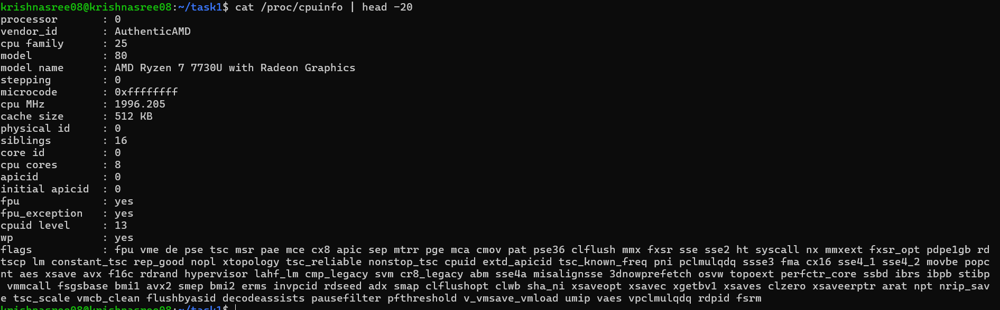 krishnasree08@krishnasree08:~/task1$ cat /proc/cpuinfo | head -20
processor       : 0
vendor_id       : AuthenticAMD
cpu family      : 25
model           : 80
model name      : AMD Ryzen 7 7730U with Radeon Graphics
stepping        : 0
microcode       : 0xffffffff
cpu MHz         : 1996.205
cache size      : 512 KB
physical id     : 0
siblings        : 16
core id         : 0
cpu cores       : 8
apicid          : 0
initial apicid  : 0
fpu             : yes
fpu_exception   : yes
cpuid level     : 13
wp              : yes
flags           : fpu vme de pse tsc msr pae mce cx8 apic sep mtrr pge mca cmov pat pse36 clflush mmx fxsr sse sse2 ht syscall nx mmxext fxsr_opt pdpe1gb rd
tscp lm constant_tsc rep_good nopl xtopology tsc_reliable nonstop_tsc cpuid extd_apicid tsc_known_freq pni pclmulqdq ssse3 fma cx16 sse4_1 sse4_2 movbe popc
nt aes xsave avx f16c rdrand hypervisor lahf_lm cmp_legacy svm cr8_legacy abm sse4a misalignsse 3dnowprefetch osvw topoext perfctr_core ssbd ibrs ibpb stibp
 vmmcall fsgsbase bmi1 avx2 smep bmi2 erms invpcid rdseed adx smap clflushopt clwb sha_ni xsaveopt xsavec xgetbv1 xsaves clzero xsaveerptr arat npt nrip_sav
e tsc_scale vmcb_clean flushbyasid decodeassists pausefilter pfthreshold v_vmsave_vmload umip vaes vpclmulqdq rdpid fsrm
krishnasree08@krishnasree08:~/task1$